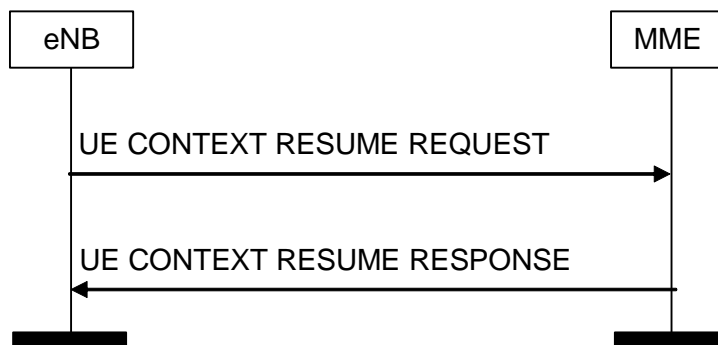 eNB
MME
UE CONTEXT RESUME REQUEST
UE CONTEXT RESUME RESPONSE